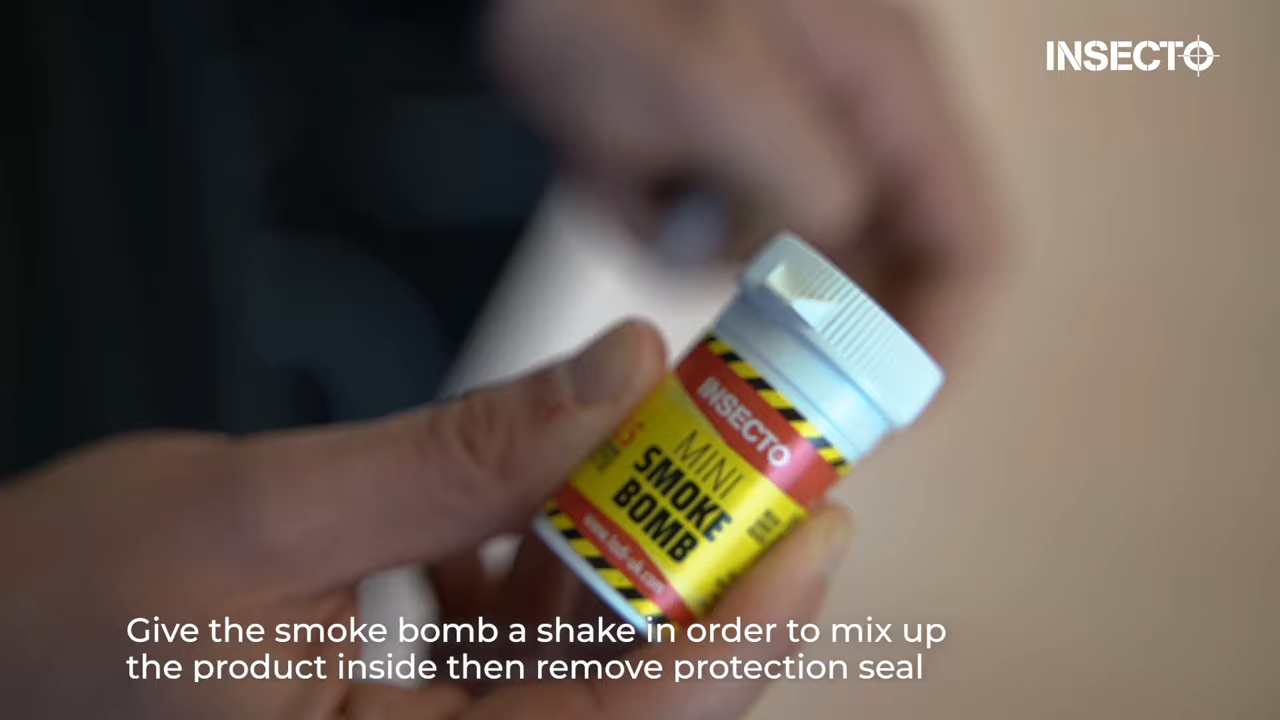 INSECTO
INSECTO
MINI
SMOKE
BOMB
Give the smoke bomb a shake in order to mix up
the product inside then remove protection seal